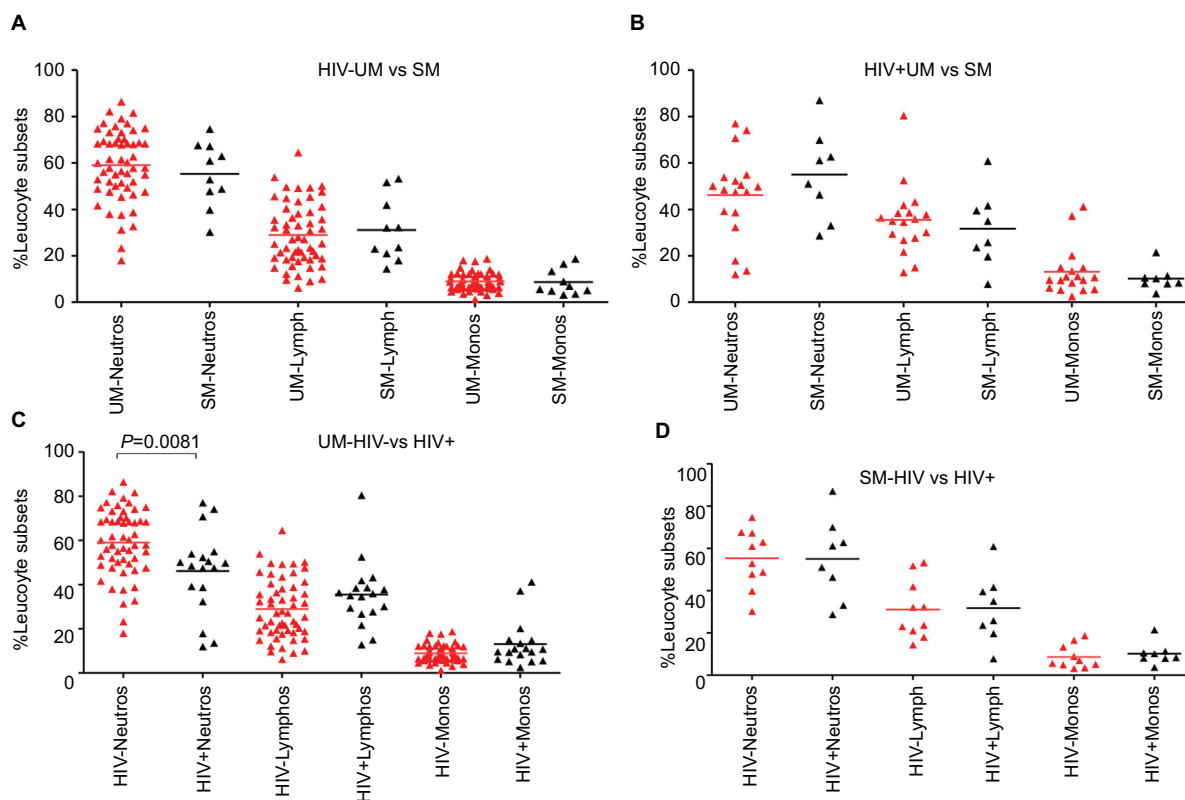 A
HIV-UM vs SM
%Leucoyte subsets
100
80
60
40
20
0
UM-Neutros
SM-Neutros
UM-Lymph
SM-Lymph
UM-Monos
SM-Monos
B
HIV+UM vs SM
%Leucoyte subsets
100
80
60
40
20
0
UM-Neutros
SM-Neutros
UM-Lymph
SM-Lymph
UM-Monos
SM-Monos
C
P=0.0081
UM-HIV-vs HIV+
%Leucoyte subsets
100
80
60
40
20
0
HIV-Neutros
HIV+Neutros
HIV-Lymphos
HIV+Lymphos
HIV-Monos
HIV+Monos
D
SM-HIV vs HIV+
%Leucoyte subsets
100
80
60
40
20
0
HIV-Neutros
HIV+Neutros
HIV-Lymph
HIV+Lymph
HIV-Monos
HIV+Monos